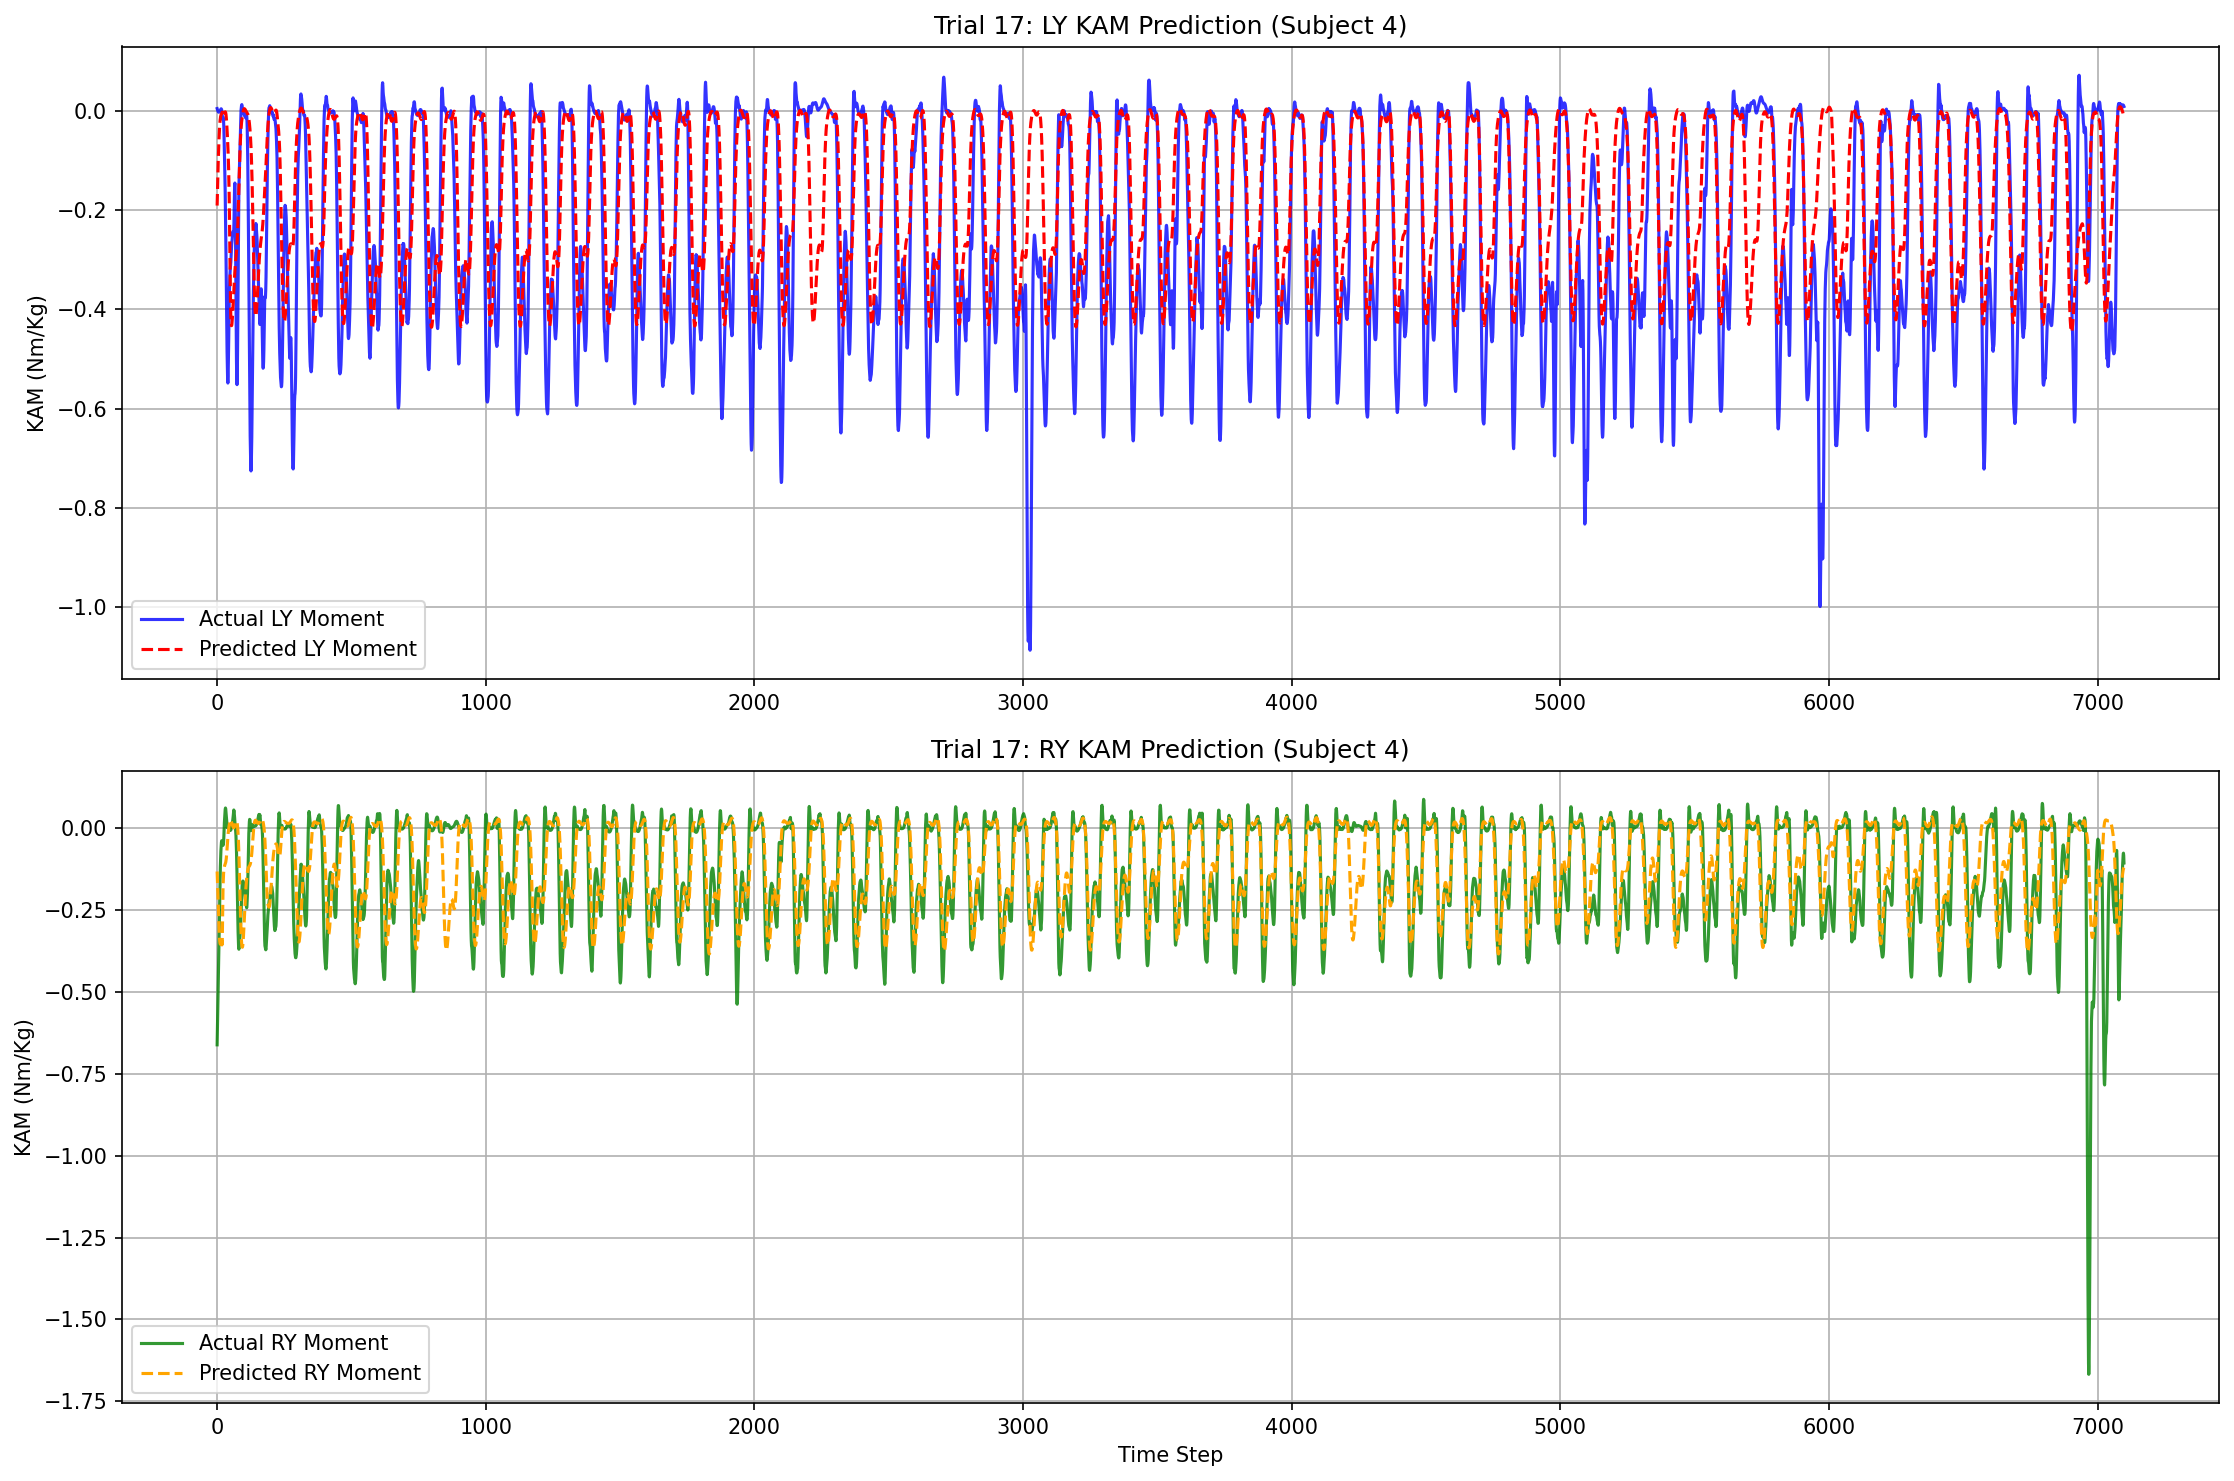 Trial 17: LY KAM Prediction (Subject 4)
KAM (Nm/Kg)
0.0
−0.2
−0.4
−0.6
−0.8
−1.0
Actual LY Moment
Predicted LY Moment
0 1000 2000 3000 4000 5000 6000 7000
Trial 17: RY KAM Prediction (Subject 4)
KAM (Nm/Kg)
0.00
−0.25
−0.50
−0.75
−1.00
−1.25
−1.50
−1.75
Actual RY Moment
Predicted RY Moment
0 1000 2000 3000 4000 5000 6000 7000
Time Step